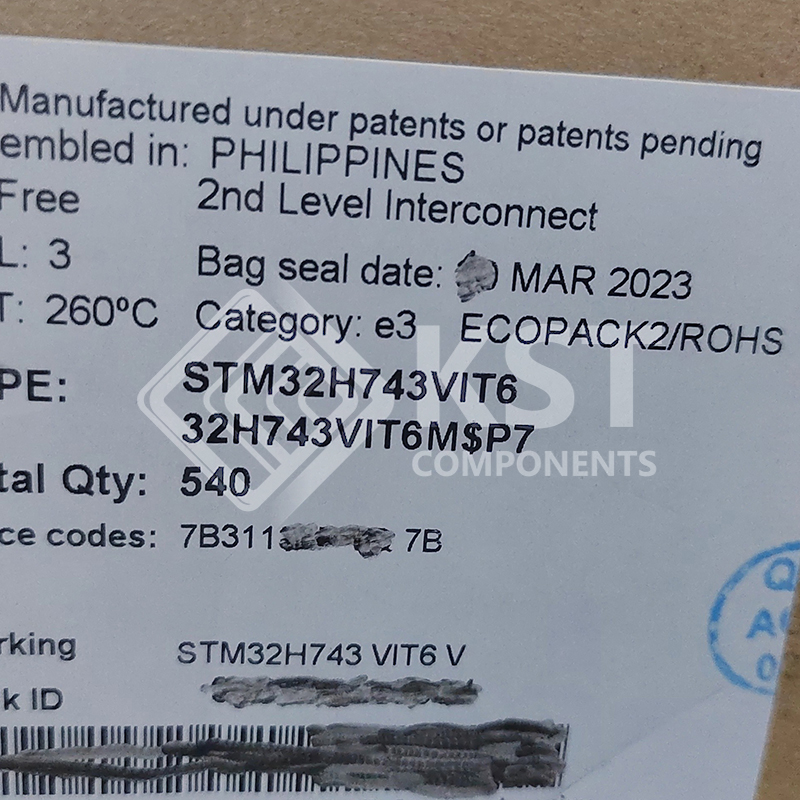 Manufactured under patents or patents pending
embled in: PHILIPPINES
Free 2nd Level Interconnect
L: 3 Bag seal date: MAR 2023
T: 260ºC Category: e3 ECOPACK2/ROHS
PE: STM32H743VIT6
32H743VIT6M$P7
KST
COMPONENTS
tal Qty: 540
ce codes: 7B311 7B
rking STM32H743 VIT6 V
k ID
Q
A
0